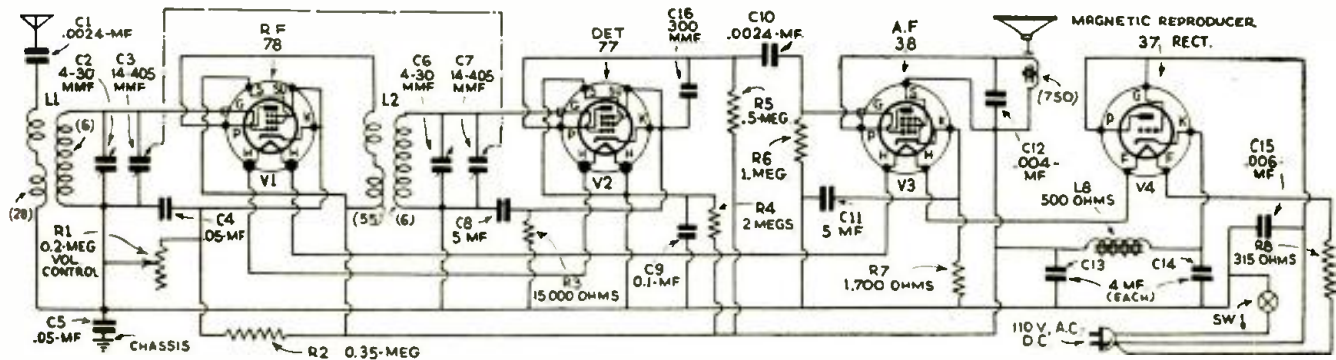 C1
.0024-MF
C2
4-30
MMF
C3
14-405
MMF
L1
(6)
(20)
R1
0.2-MEG
VOL
CONTROL
C4
.05-MF
C5
.05-MF
CHASSIS
R2 0.35-MEG
R F
78
CS SU
G
P
K
H H
V1
L2
C6
4-30
MMF
C7
14-405
MMF
(55)
(6)
C8
5 MF
R3
15000 OHMS
DET
77
G
P
K
H H
V2
C16
300
MMF
C9
0.1-MF
R4
2 MEGS
C10
.0024-MF
R5
.5-MEG
R6
1. MEG
C11
5 MF
A.F
38
G
G
P
K
H H
V3
R7
1,700 OHMS
MAGNETIC REPRODUCER
(750)
C12
.004-
MF
37
RECT.
G
P
K
F F
V4
L8
500 OHMS
C13
C14
4 MF
(EACH)
C15
.006-
MF
R8
315 OHMS
SW
110 V, A.C.
D.C.